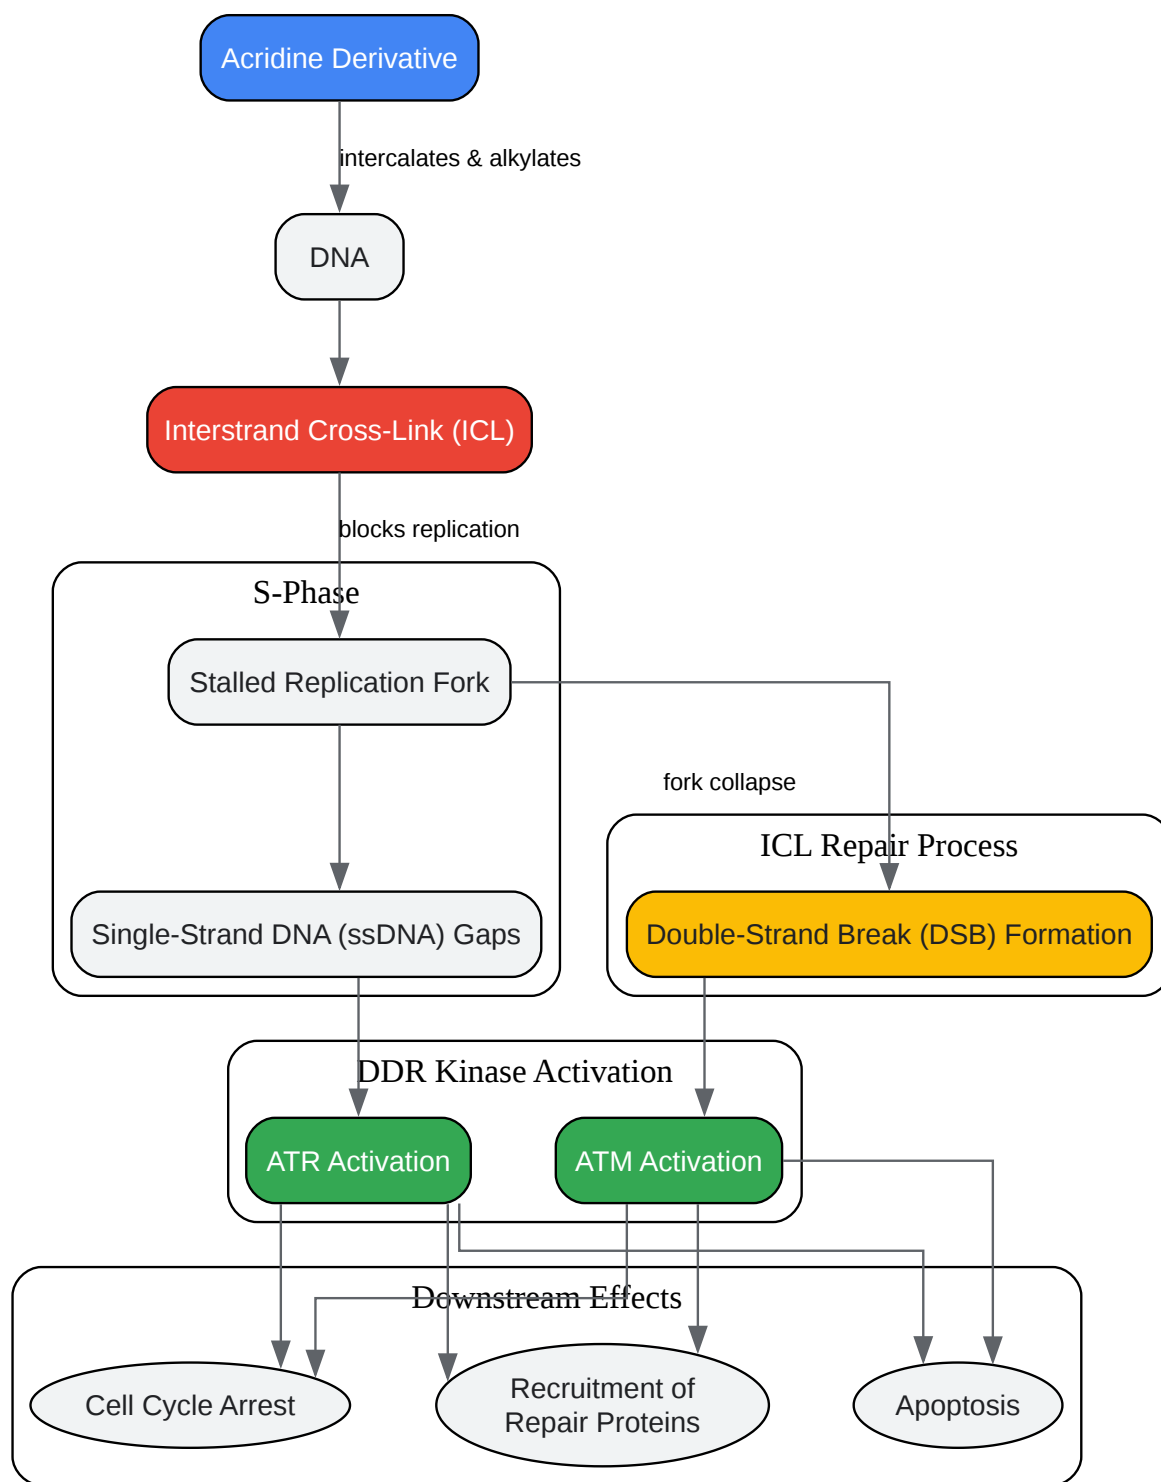 Acridine Derivative
intercalates & alkylates
DNA
Interstrand Cross-Link (ICL)
blocks replication
S-Phase
Stalled Replication Fork
fork collapse
ICL Repair Process
Single-Strand DNA (ssDNA) Gaps
Double-Strand Break (DSB) Formation
DDR Kinase Activation
ATR Activation
ATM Activation
Downstream Effects
Cell Cycle Arrest
Recruitment of
Repair Proteins
Apoptosis